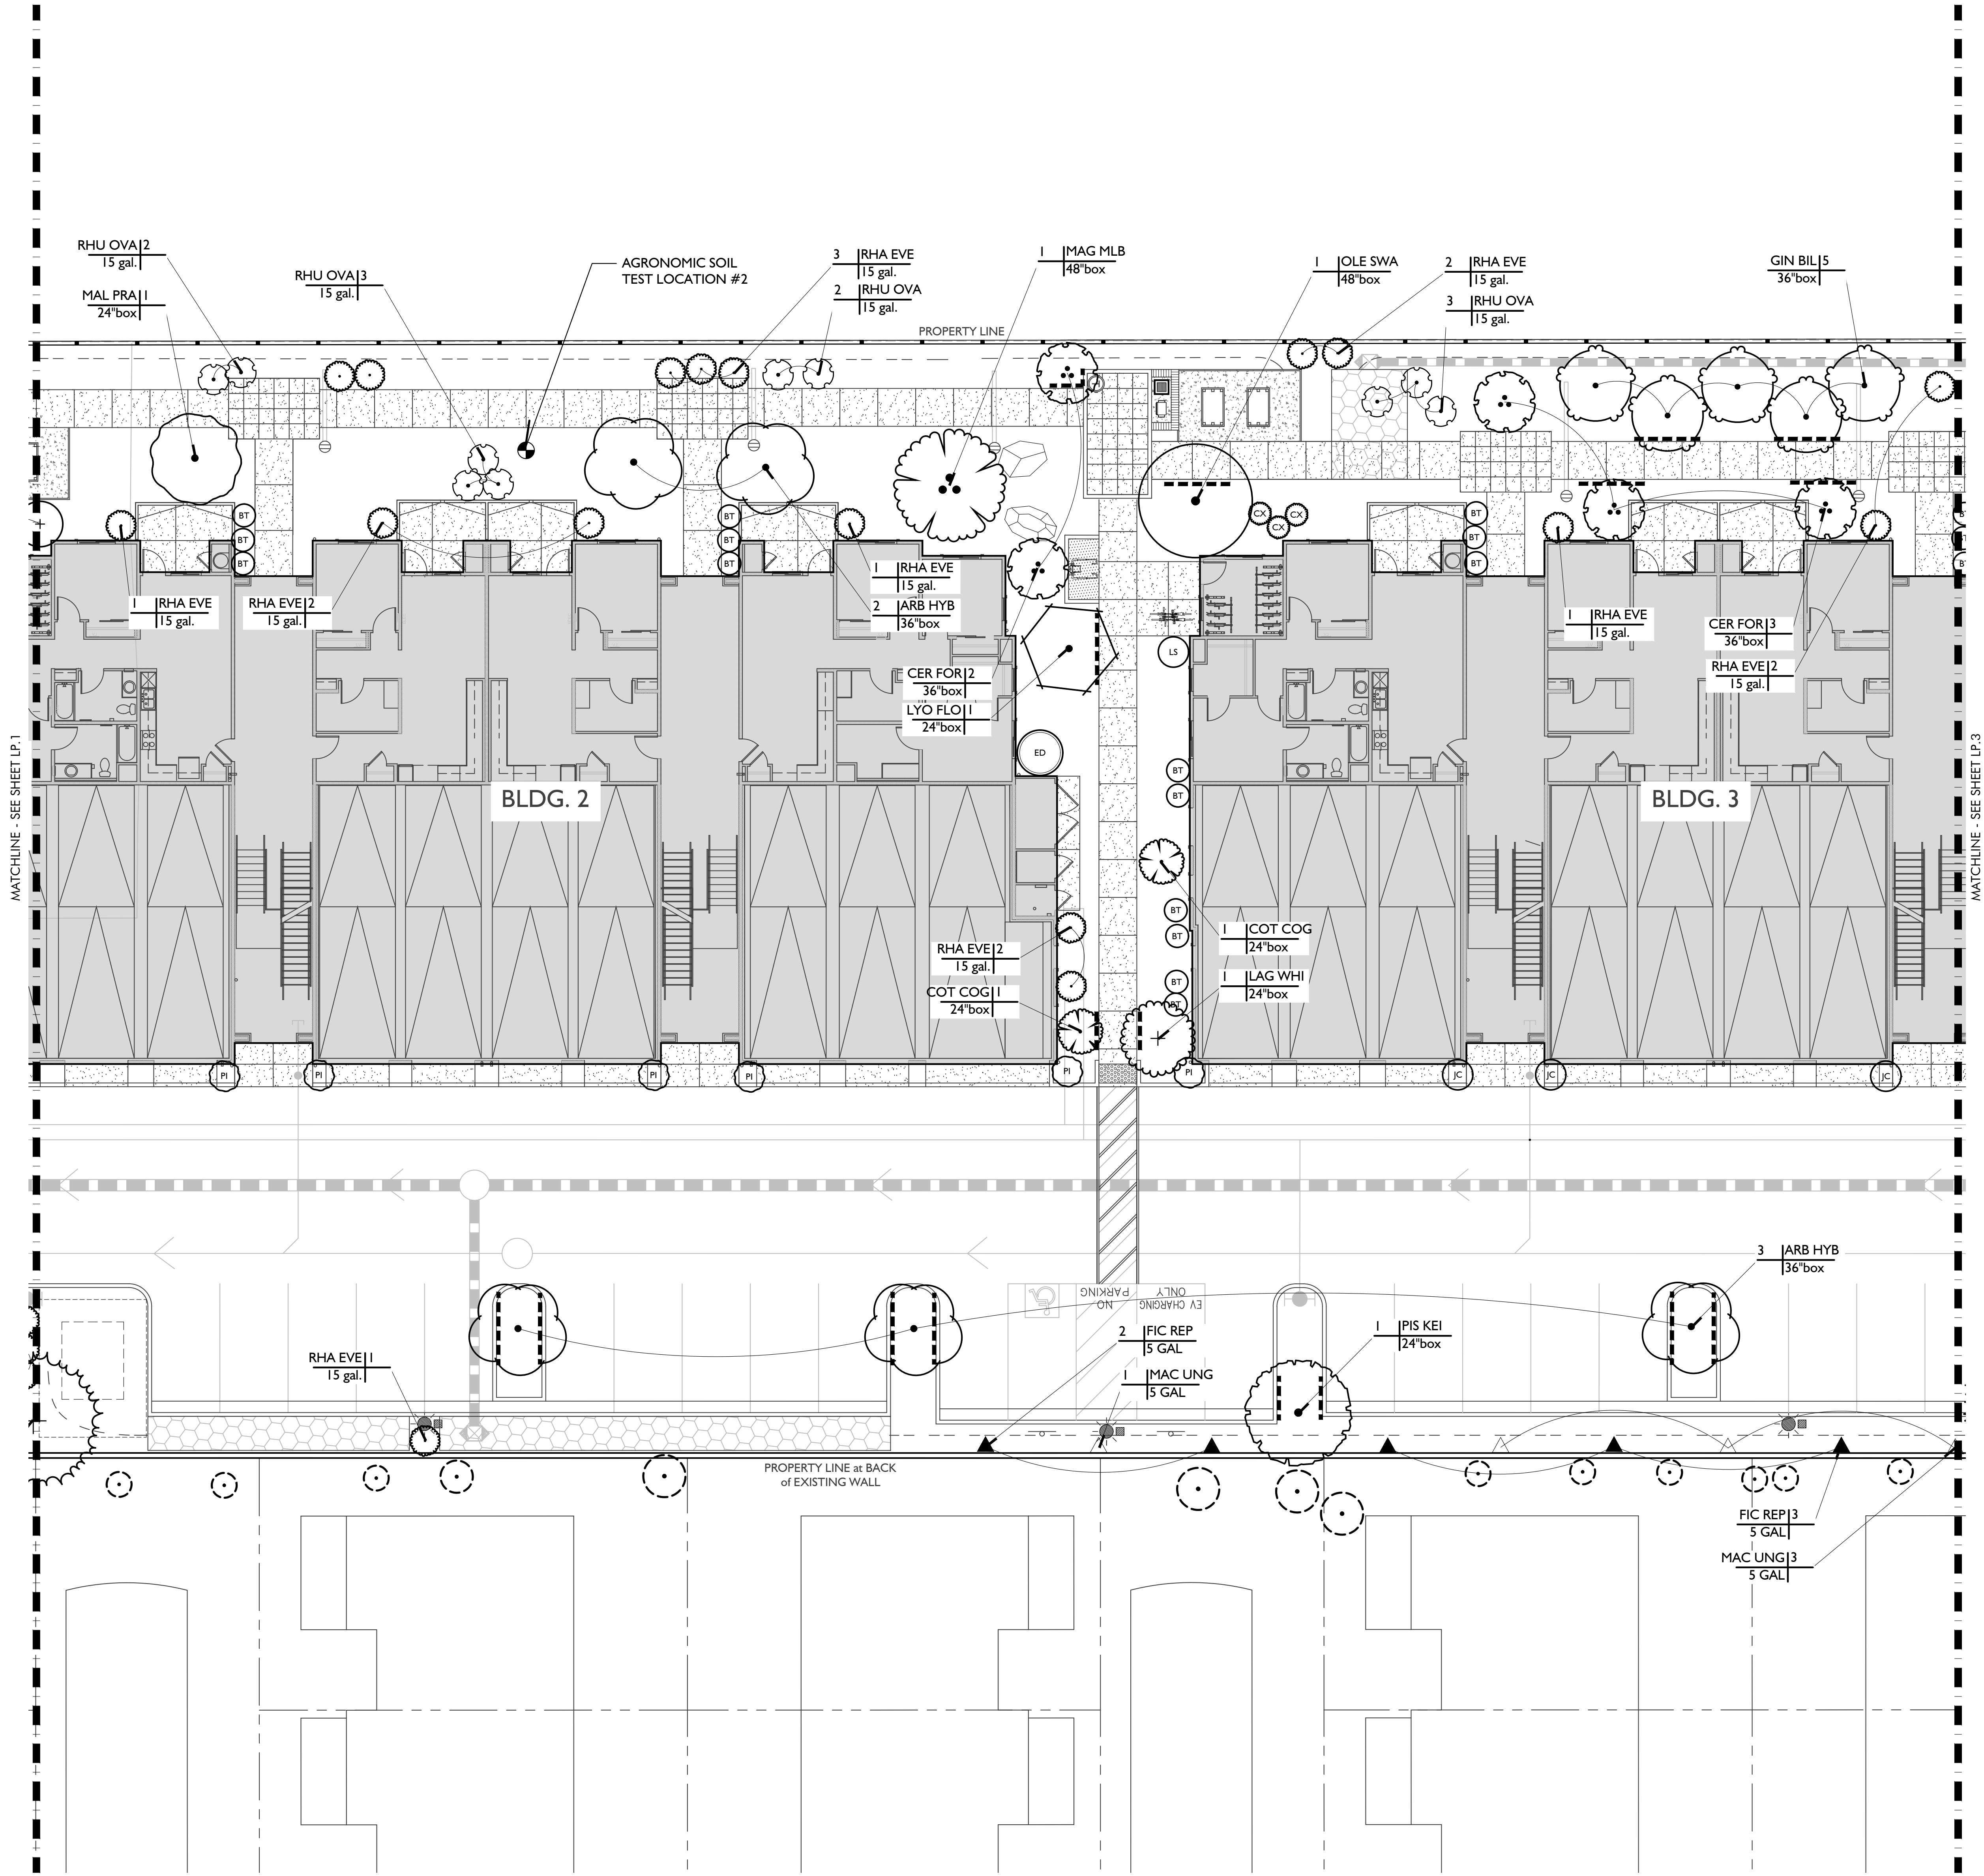 RHU OVA 2
15 gal.
MAL PRA 1
24"box
RHU OVA 3
15 gal.
AGRONOMIC SOIL
TEST LOCATION #2
3 RHA EVE
15 gal.
2 RHU OVA
15 gal.
1 MAG MLB
48"box
1 OLE SWA
48"box
2 RHA EVE
15 gal.
3 RHU OVA
15 gal.
GIN BIL 5
36"box
PROPERTY LINE
BT
BT
BT
BT
BT
BT
CX
CX
CX
BT
BT
BT
1 RHA EVE
15 gal.
RHA EVE 2
15 gal.
1 RHA EVE
15 gal.
2 ARB HYB
36"box
1 RHA EVE
15 gal.
CER FOR 3
36"box
RHA EVE 2
15 gal.
LS
CER FOR 2
36"box
LYO FLO 1
24"box
ED
BT
BT
MATCHLINE - SEE SHEET LP.1
BLDG. 2
BLDG. 3
MATCHLINE - SEE SHEET LP.3
BT
BT
1 COT COG
24"box
RHA EVE 2
15 gal.
1 LAG WHI
24"box
BT
BT
COT COG 1
24"box
PI
PI
PI
PI
PI
PI
JC
JC
JC
3 ARB HYB
36"box
NO
PARKING
EV CHARGING
ONLY
2 FIC REP
5 GAL
1 PIS KEI
24"box
RHA EVE 1
15 gal.
1 MAC UNG
5 GAL
PROPERTY LINE at BACK
of EXISTING WALL
FIC REP 3
5 GAL
MAC UNG 3
5 GAL